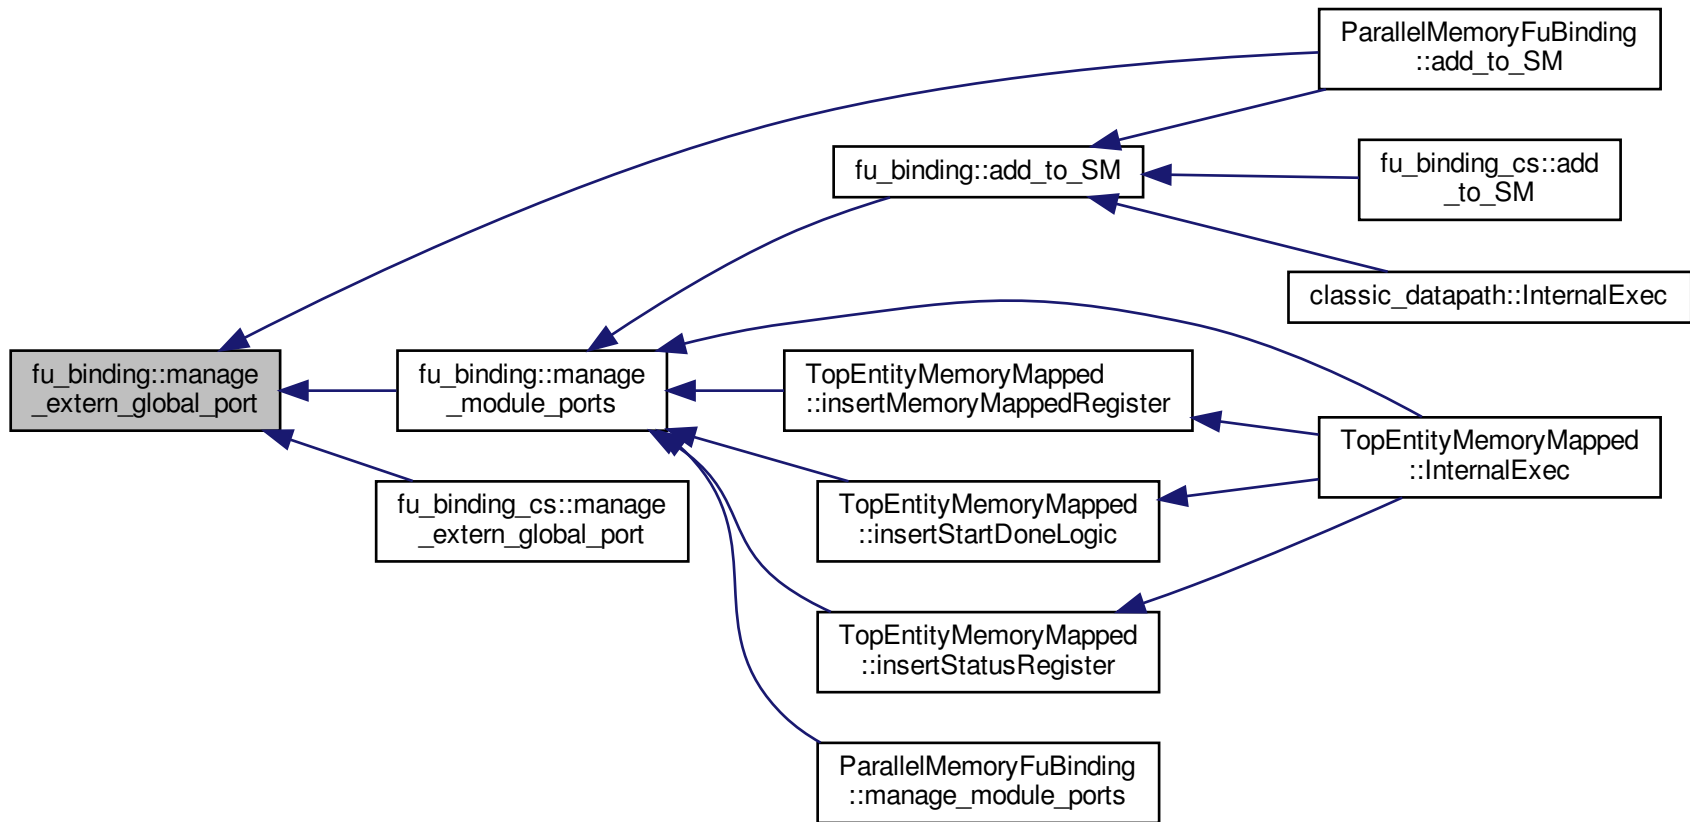 ParallelMemoryFuBinding
::add_to_SM
fu_binding::add_to_SM
fu_binding_cs::add
_to_SM
classic_datapath::InternalExec
fu_binding::manage
_extern_global_port
fu_binding::manage
_module_ports
TopEntityMemoryMapped
::insertMemoryMappedRegister
TopEntityMemoryMapped
::InternalExec
fu_binding_cs::manage
_extern_global_port
TopEntityMemoryMapped
::insertStartDoneLogic
TopEntityMemoryMapped
::insertStatusRegister
ParallelMemoryFuBinding
::manage_module_ports